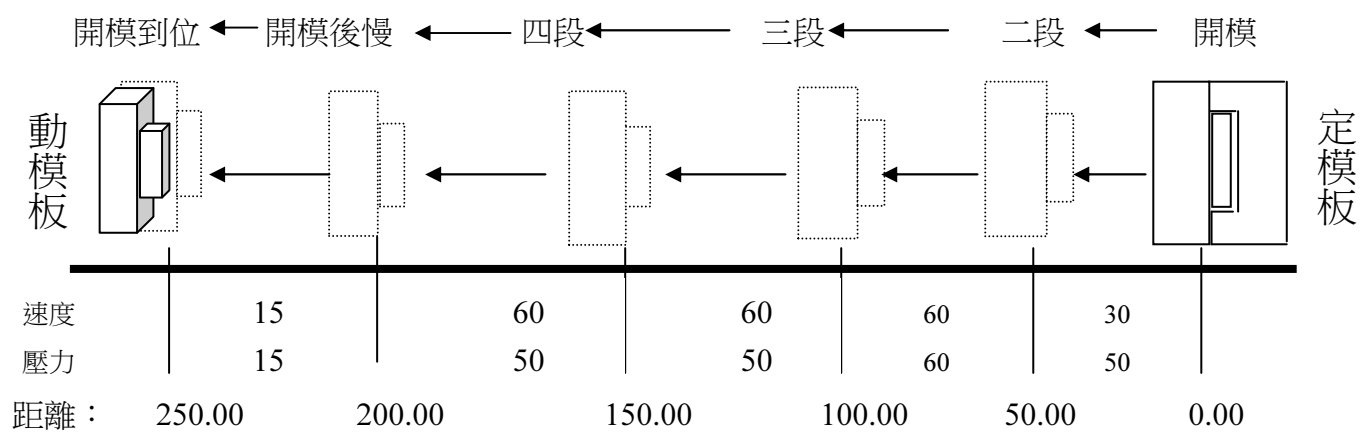 開模到位 開模後慢 四段 三段 二段 開模
動模板
定模板
速度 15 60 60 60 30
壓力 15 50 50 60 50
距離： 250.00 200.00 150.00 100.00 50.00 0.00